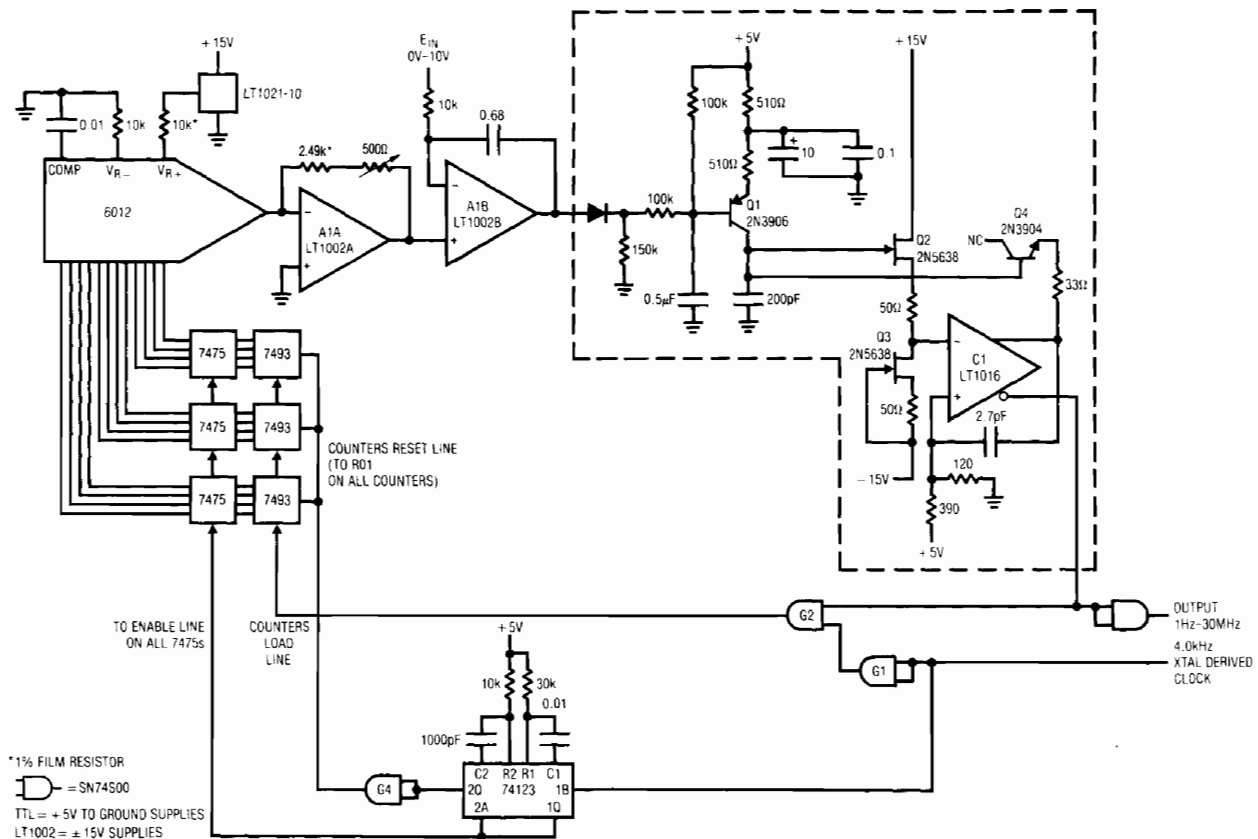 +15V
LT1021-10
0.01
10k
10k*
COMP
VR−
VR+
6012
2.49k*
500Ω
A1A
LT1002A
EIN
0V–10V
10k
0.68
A1B
LT1002B
+5V
100k
510Ω
510Ω
+
10
0.1
100k
150k
Q1
2N3906
0.5µF
200pF
+15V
Q2
2N5638
Q4
2N3904
NC
33Ω
50Ω
Q3
2N5638
50Ω
−15V
C1
LT1016
2.7pF
120
390
+5V
7475
7493
7475
7493
7475
7493
COUNTERS RESET LINE
(TO R01
ON ALL COUNTERS)
TO ENABLE LINE
ON ALL 7475s
COUNTERS
LOAD
LINE
G2
G1
OUTPUT
1Hz–30MHz
4.0kHz
XTAL DERIVED
CLOCK
+5V
10k
30k
0.01
1000pF
C2
R2
R1
C1
2Q
74123
1B
2A
1Q
G4
*1% FILM RESISTOR
= SN74S00
TTL = +5V TO GROUND SUPPLIES
LT1002 = ±15V SUPPLIES